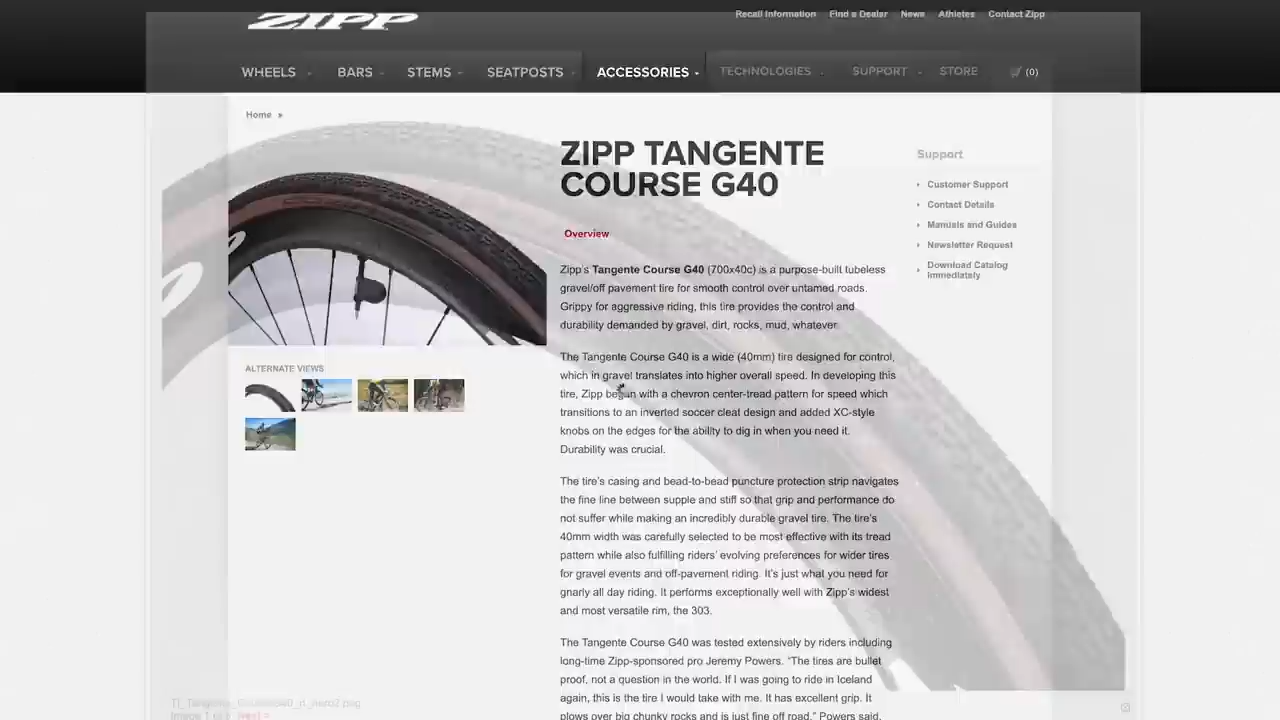 ZIPP
Recall Information Find a Dealer News Athletes Contact Zipp
WHEELS BARS STEMS SEATPOSTS ACCESSORIES TECHNOLOGIES SUPPORT STORE (0)
Home
ZIPP TANGENTE
COURSE G40
Overview
Zipp's Tangente Course G40 (700x40c) is a purpose-built tubeless
gravel/off pavement tire for smooth control over untamed roads.
Grippy for aggressive riding, this tire provides the control and
durability demanded by gravel, dirt, rocks, mud, whatever
The Tangente Course G40 is a wide (40mm) tire designed for control,
which in gravel translates into higher overall speed. In developing this
tire, Zipp began with a chevron center-tread pattern for speed which
transitions to an inverted soccer cleat design and added XC-style
knobs on the edges for the ability to dig in when you need it.
Durability was crucial.
The tire's casing and bead-to-bead puncture protection strip navigates
the fine line between supple and stiff so that grip and performance do
not suffer while making an incredibly durable gravel tire. The tire's
40mm width was carefully selected to be most effective with its tread
pattern while also fulfilling riders' evolving preferences for wider tires
for gravel events and off-pavement riding. It's just what you need for
gnarly all day riding. It performs exceptionally well with Zipp's widest
and most versatile rim, the 303.
The Tangente Course G40 was tested extensively by riders including
long-time Zipp-sponsored pro Jeremy Powers. "The tires are bullet
proof, not a question in the world. If I was going to ride in Iceland
again, this is the tire I would take with me. It has excellent grip. It
plows over big chunky rocks and is just fine off road," Powers said.
Support
Customer Support
Contact Details
Manuals and Guides
Newsletter Request
Download Catalog
Immediately
ALTERNATE VIEWS
Image 1 Next